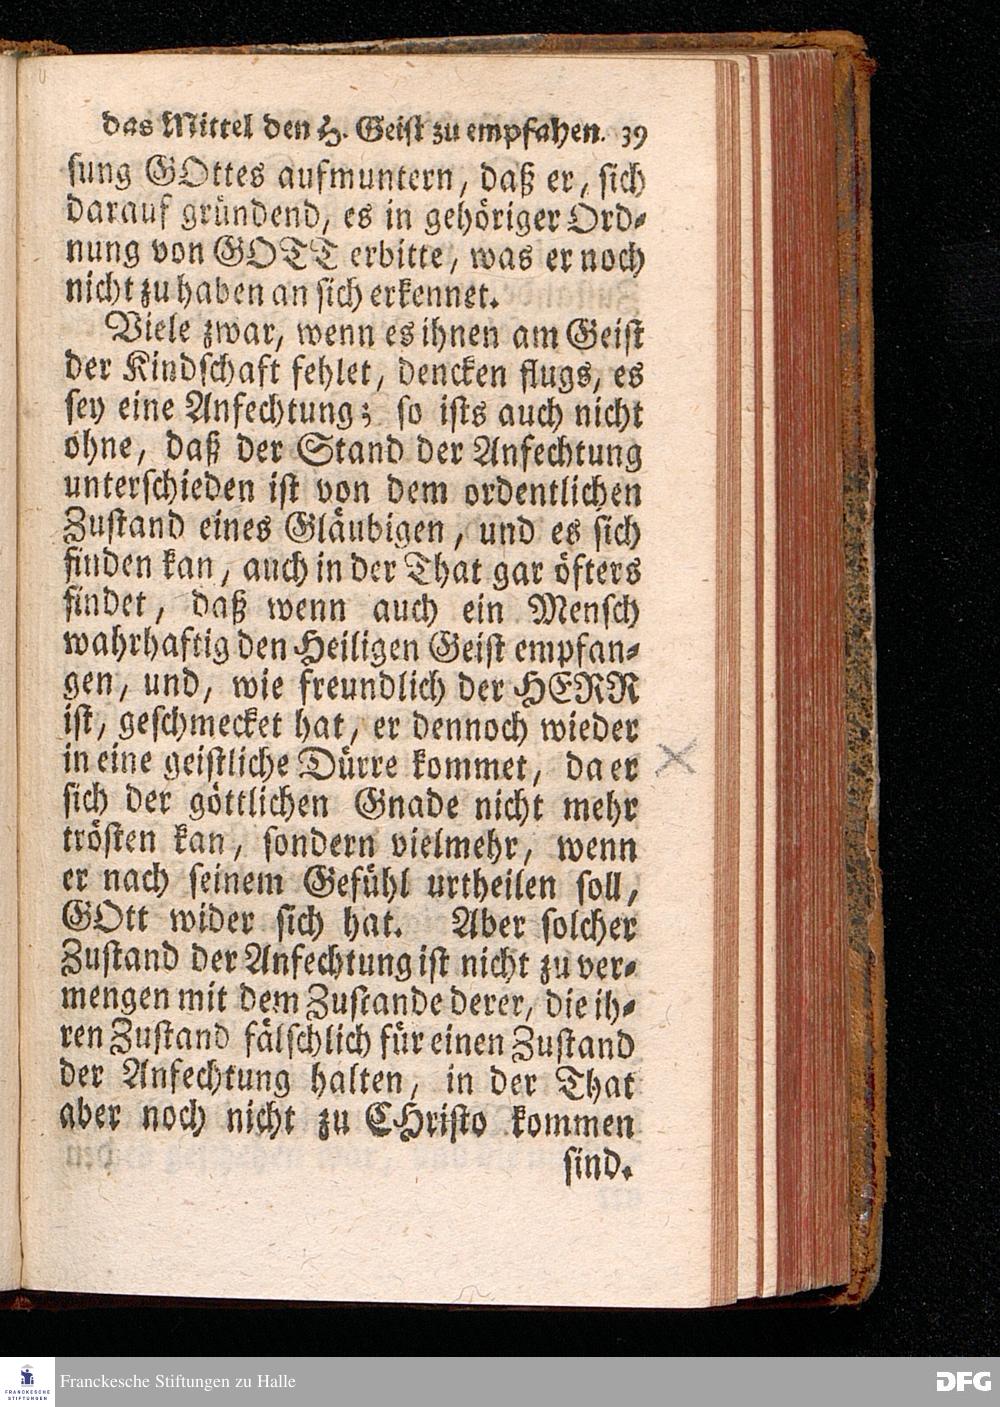 das Mittel den H. Geist zu empfahen. 39
sung GOttes aufmuntern, daß er, sich
darauf gründend, es in gehöriger Ord-
nung von GOTT erbitte, was er noch
nicht zu haben an sich erkennet.
Viele zwar, wenn es ihnen am Geist
der Kindschaft fehlet, dencken flugs, es
sey eine Anfechtung; so ists auch nicht
ohne, daß der Stand der Anfechtung
unterschieden ist von dem ordentlichen
Zustand eines Gläubigen, und es sich
finden kan, auch in der That gar öfters
findet, daß wenn auch ein Mensch
wahrhaftig den Heiligen Geist empfan-
gen, und, wie freundlich der HERR
ist, geschmecket hat, er dennoch wieder
in eine geistliche Dürre kommet, da er
sich der göttlichen Gnade nicht mehr
trösten kan, sondern vielmehr, wenn
er nach seinem Gefühl urtheilen soll,
GOtt wider sich hat. Aber solcher
Zustand der Anfechtung ist nicht zu ver-
mengen mit dem Zustande derer, die ih-
ren Zustand fälschlich für einen Zustand
der Anfechtung halten, in der That
aber noch nicht zu CHristo kommen
sind.
FRANCKESCHE
STIFTUNGEN
Franckesche Stiftungen zu Halle
DFG